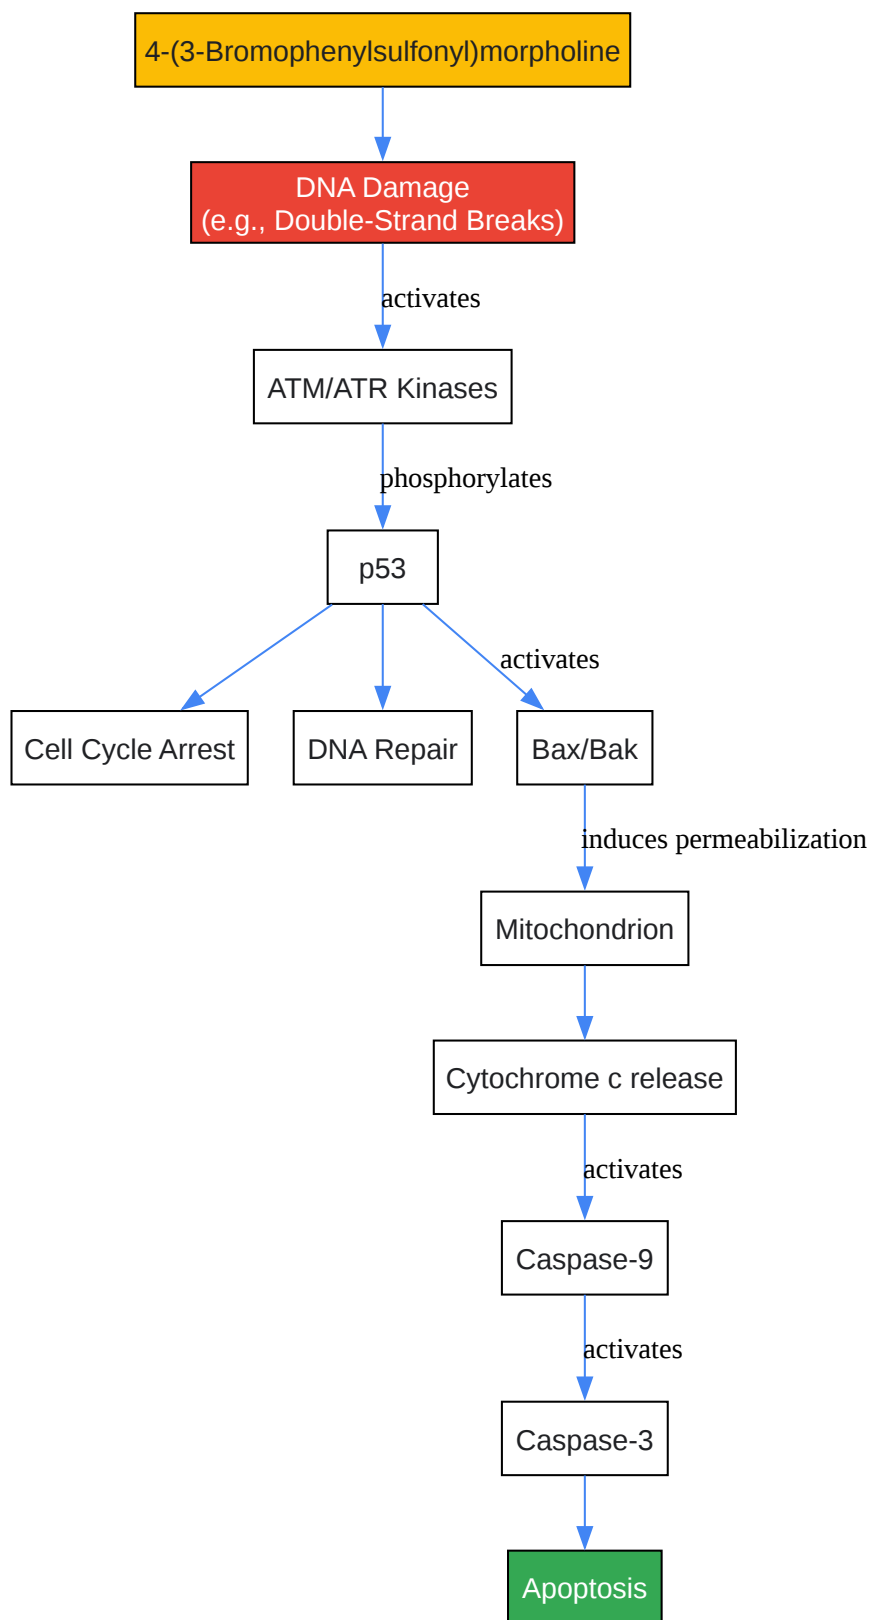 4-(3-Bromophenylsulfonyl)morpholine
DNA Damage
(e.g., Double-Strand Breaks)
activates
ATM/ATR Kinases
phosphorylates
p53
activates
Cell Cycle Arrest
DNA Repair
Bax/Bak
induces permeabilization
Mitochondrion
Cytochrome c release
activates
Caspase-9
activates
Caspase-3
Apoptosis